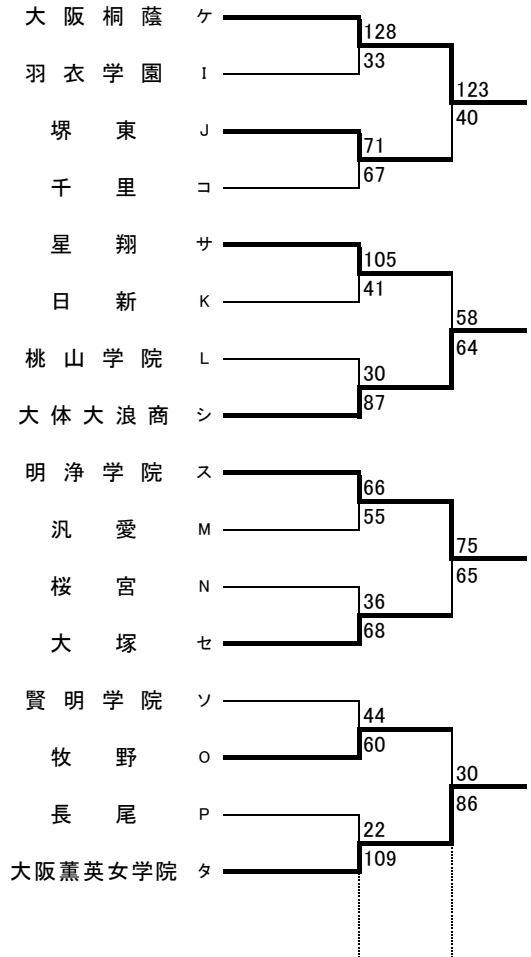 大阪桐蔭 ケ
128
羽衣学園 I
33
123
40
堺東 J
71
千里 コ
67
星翔 サ
105
日新 K
41
58
64
桃山学院 L
30
大体大浪商 シ
87
明浄学院 ス
66
汎愛 M
55
75
65
桜宮 N
36
大塚 セ
68
賢明学院 ソ
44
牧野 O
60
30
86
長尾 P
22
大阪薫英女学院 タ
109